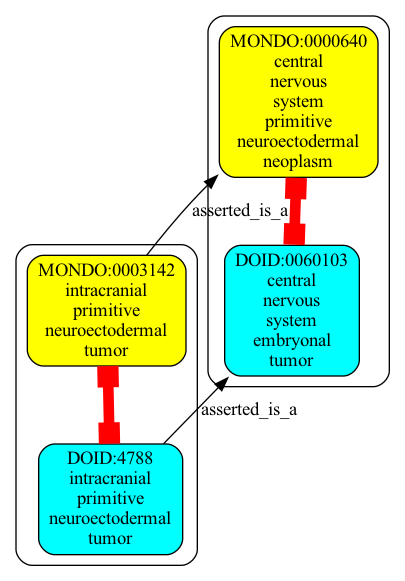 MONDO:0000640
central
nervous
system
primitive
neuroectodermal
neoplasm
asserted_is_a
MONDO:0003142
intracranial
primitive
neuroectodermal
tumor
DOID:0060103
central
nervous
system
embryonal
tumor
asserted_is_a
DOID:4788
intracranial
primitive
neuroectodermal
tumor